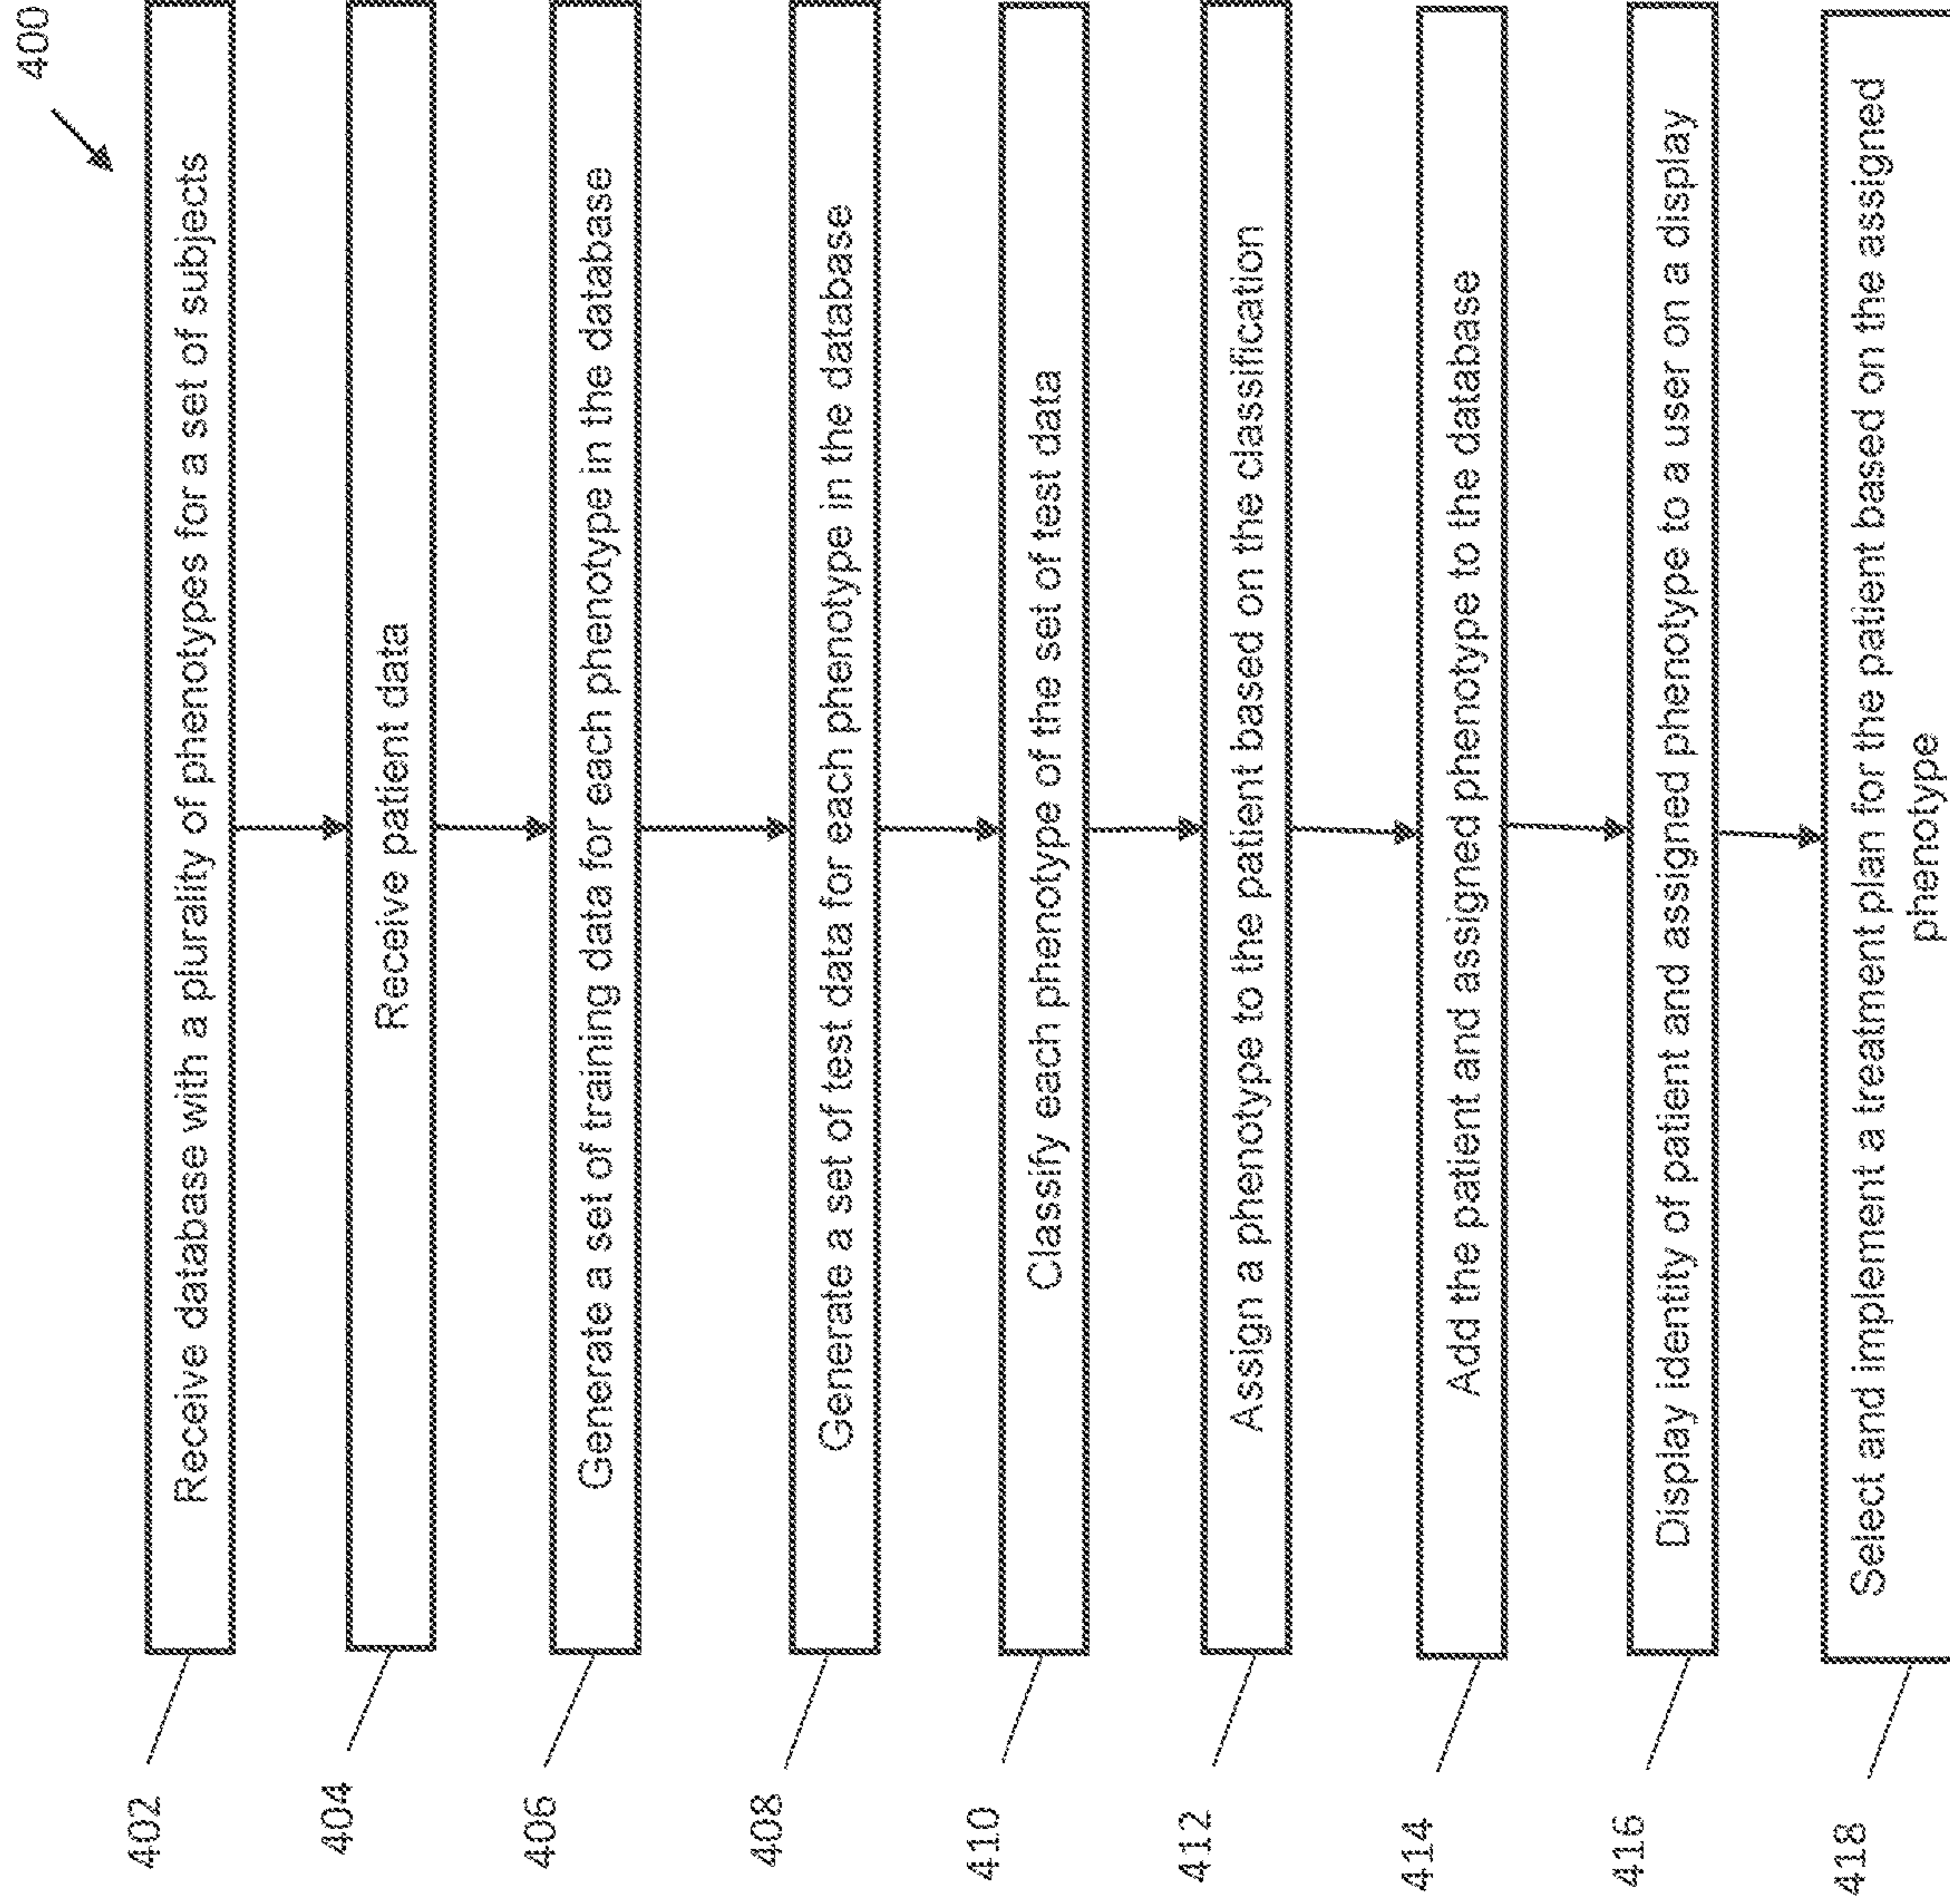 400
402
Receive database with a plurality of phenotypes for a set of subjects
404
Receive patient data
406
Generate a set of training data for each phenotype in the database
408
Generate a set of test data for each phenotype in the database
410
Classify each phenotype of the set of test data
412
Assign a phenotype to the patient based on the classification
414
Add the patient and assigned phenotype to the database
416
Display identity of patient and assigned phenotype to a user on a display
418
Select and implement a treatment plan for the patient based on the assigned
phenotype